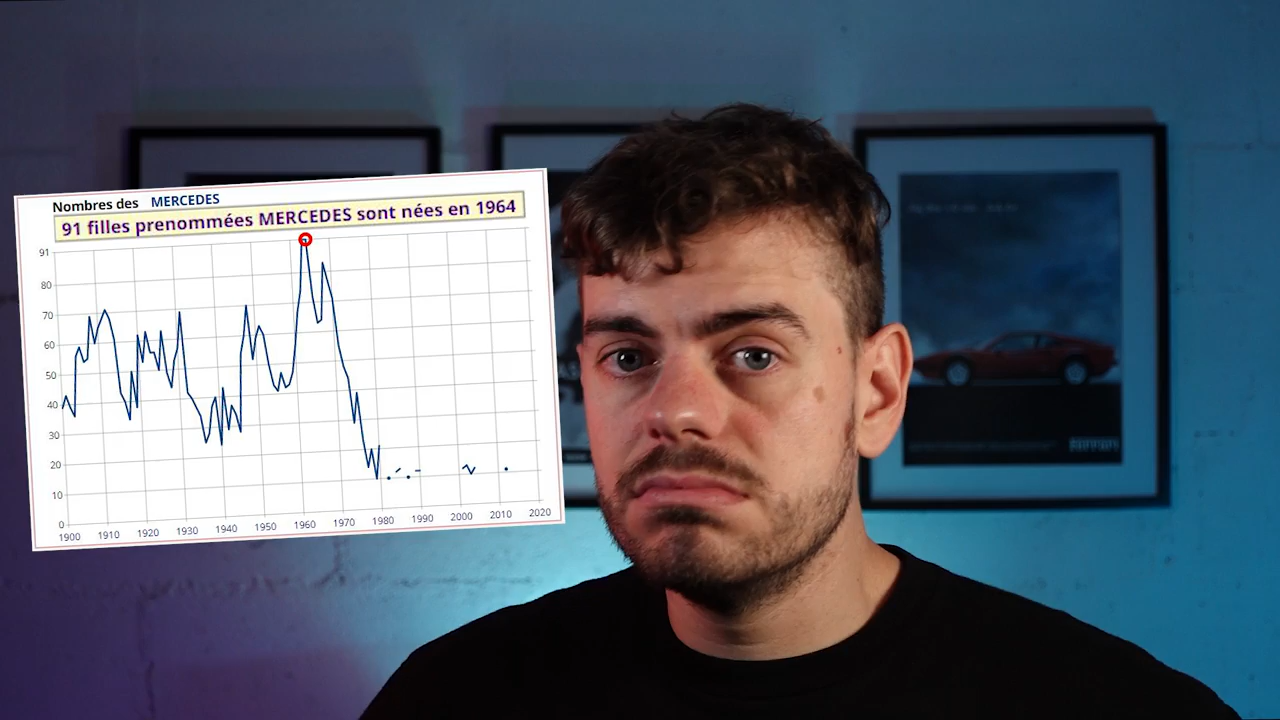 Nombres des MERCEDES
91 filles prenommées MERCEDES sont nées en 1964
91
80
70
60
50
40
30
20
10
0
1900 1910 1920 1930 1940 1950 1960 1970 1980 1990 2000 2010 2020
Ferrari